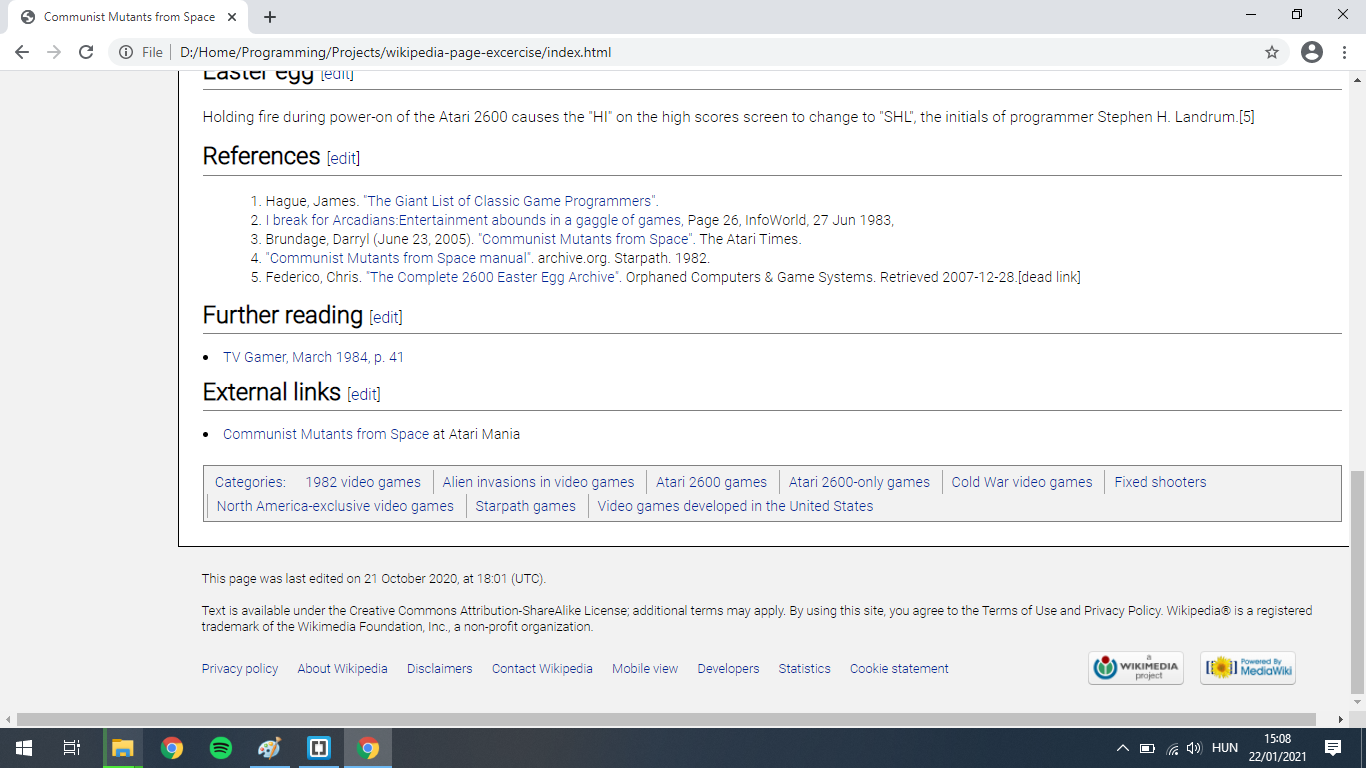 Communist Mutants from Space
File D:/Home/Programming/Projects/wikipedia-page-excercise/index.html
Easter egg [edit]
Holding fire during power-on of the Atari 2600 causes the "HI" on the high scores screen to change to "SHL", the initials of programmer Stephen H. Landrum.[5]
References [edit]
1. Hague, James. "The Giant List of Classic Game Programmers".
2. I break for Arcadians:Entertainment abounds in a gaggle of games, Page 26, InfoWorld, 27 Jun 1983,
3. Brundage, Darryl (June 23, 2005). "Communist Mutants from Space". The Atari Times.
4. "Communist Mutants from Space manual". archive.org. Starpath. 1982.
5. Federico, Chris. "The Complete 2600 Easter Egg Archive". Orphaned Computers & Game Systems. Retrieved 2007-12-28.[dead link]
Further reading [edit]
• TV Gamer, March 1984, p. 41
External links [edit]
• Communist Mutants from Space at Atari Mania
Categories: 1982 video games Alien invasions in video games Atari 2600 games Atari 2600-only games Cold War video games Fixed shooters
North America-exclusive video games Starpath games Video games developed in the United States
This page was last edited on 21 October 2020, at 18:01 (UTC).
Text is available under the Creative Commons Attribution-ShareAlike License; additional terms may apply. By using this site, you agree to the Terms of Use and Privacy Policy. Wikipedia® is a registered
trademark of the Wikimedia Foundation, Inc., a non-profit organization.
Privacy policy About Wikipedia Disclaimers Contact Wikipedia Mobile view Developers Statistics Cookie statement
a
WIKIMEDIA
project
Powered By
MediaWiki
HUN
15:08
22/01/2021